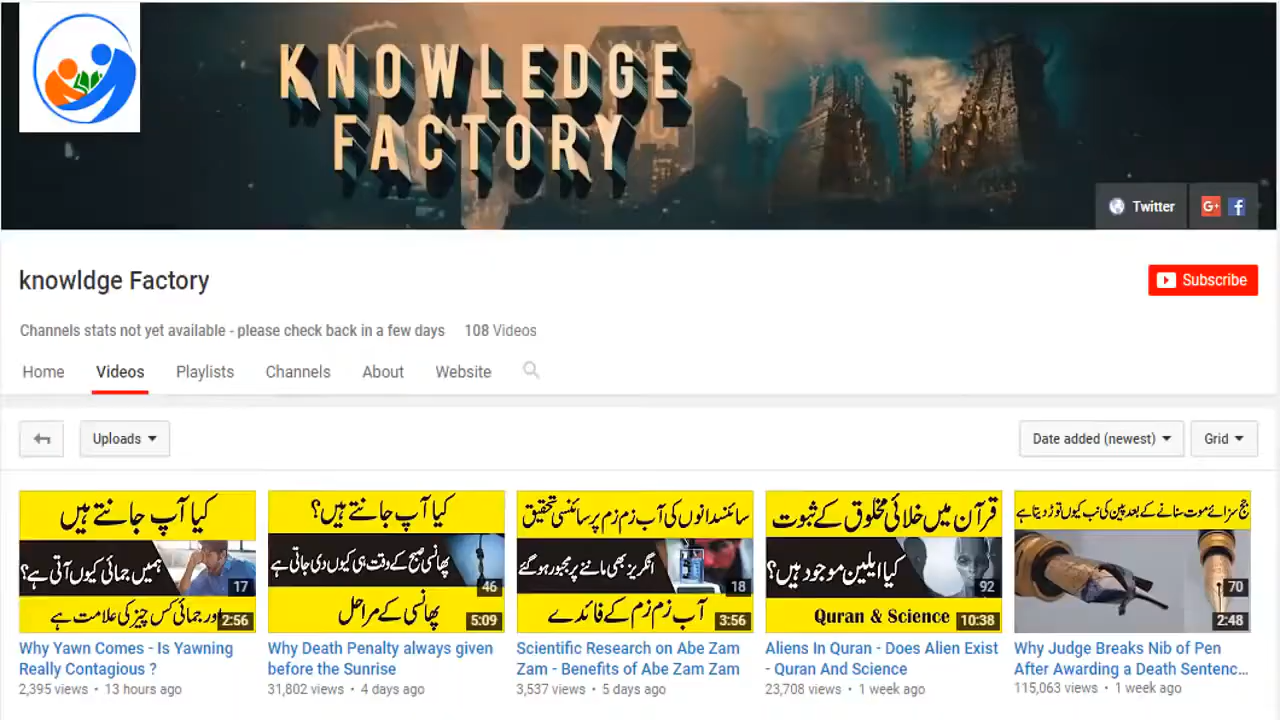 KNOWLEDGE
FACTORY
Twitter
knowldge Factory
Subscribe
Channels stats not yet available - please check back in a few days 108 Videos
Home Videos Playlists Channels About Website
Uploads
Date added (newest) Grid
کیا آپ جانتے ہیں
ہمیں جمائی کیوں آتی ہے؟
17
اور جمائی کس چیز کی علامت ہے
2:56
Why Yawn Comes - Is Yawning
Really Contagious ?
2,395 views • 13 hours ago
کیا آپ جانتے ہیں؟
پھانسی صبح کے وقت ہی کیوں دی جاتی ہے
46
پھانسی کے مراحل
5:09
Why Death Penalty always given
before the Sunrise
31,802 views • 4 days ago
سائنسدانوں کی آب زم زم پر سائنسی تحقیق
انگریز بھی ماننے پر مجبور ہو گئے
18
آب زم زم کے فائدے
3:56
Scientific Research on Abe Zam
Zam - Benefits of Abe Zam Zam
3,537 views • 5 days ago
قرآن میں خلائی مخلوق کے ثبوت
کیا ایلین موجود ہیں؟
92
Quran & Science
10:38
Aliens In Quran - Does Alien Exist
- Quran And Science
23,708 views • 1 week ago
جج سزائے موت سنانے کے بعد پین کی نب کیوں توڑ دیتا ہے
70
2:48
Why Judge Breaks Nib of Pen
After Awarding a Death Sentenc...
115,063 views • 1 week ago